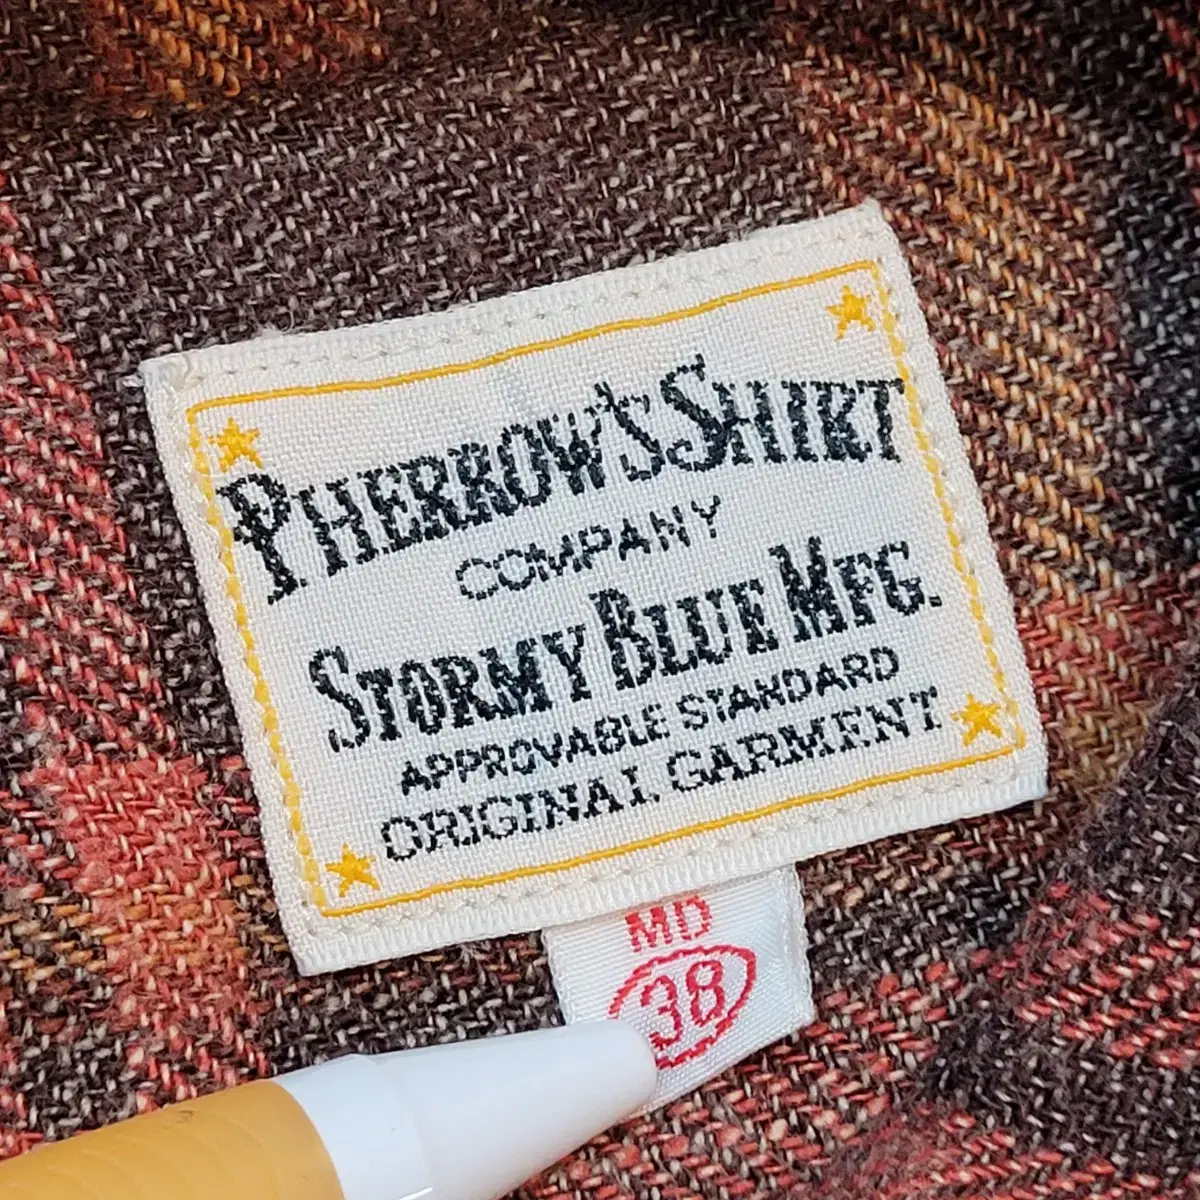 PHERROW'S SHIRT
COMPANY
STORMY BLUE MFG.
APPROVABLE STANDARD
ORIGINAL GARMENT
MD
38